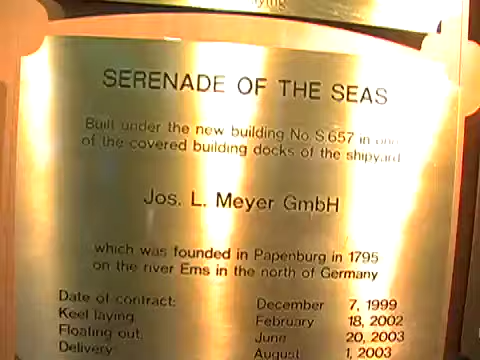 ying
SERENADE OF THE SEAS
Built under the new building No. S.657 in one
of the covered building docks of the shipyard
Jos. L. Meyer GmbH
which was founded in Papenburg in 1795
on the river Ems in the north of Germany
Date of contract: December 7, 1999
Keel laying February 18, 2002
Floating out, June 20, 2003
Delivery August 1, 2003